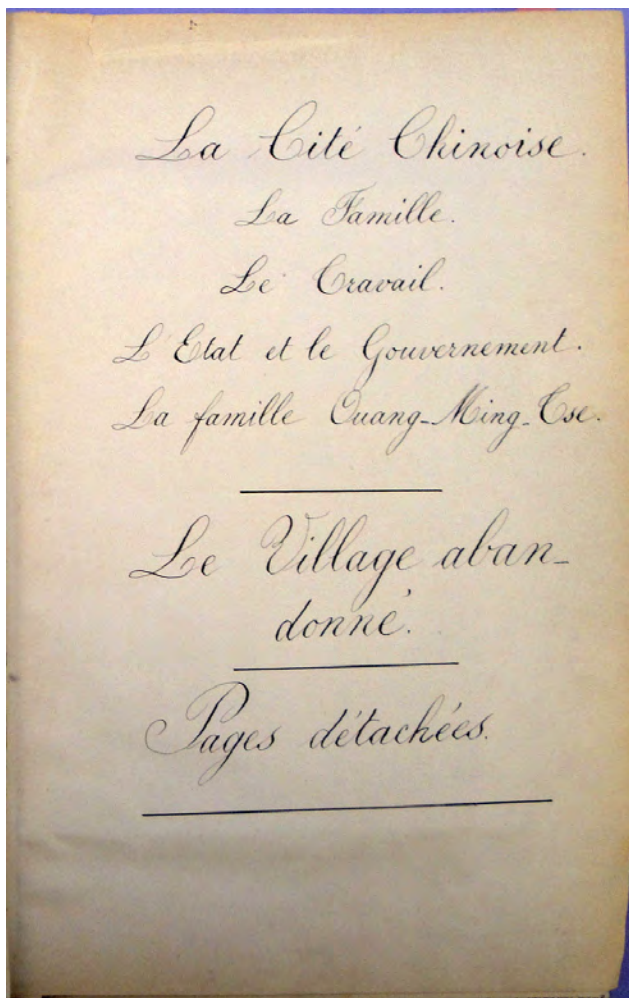 La Cité Chinoise.
La Famille.
Le Travail.
L'Etat et le Gouvernement.
La famille Ouang-Ming-Tse.
Le Village aban-
donné.
Pages détachées.